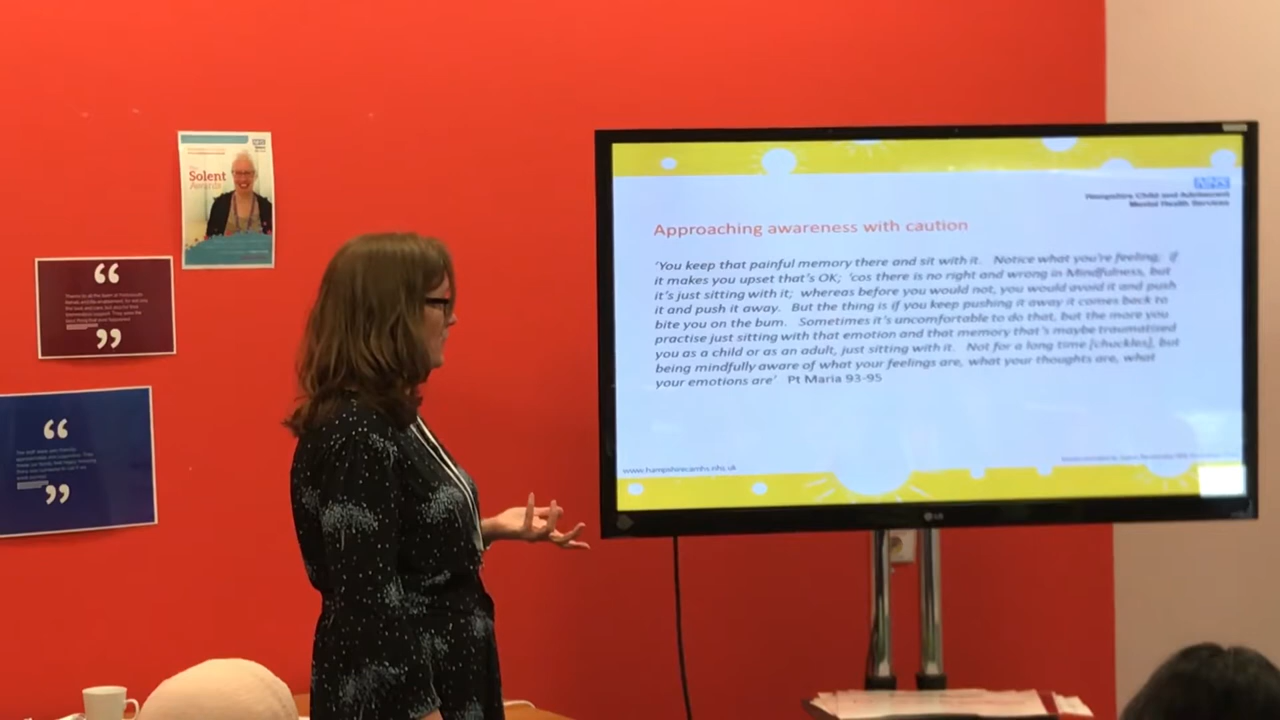 Solent
Awards
“
”
“
”
NHS
Hampshire Child and Adolescent
Mental Health Services
Approaching awareness with caution
‘You keep that painful memory there and sit with it. Notice what you're feeling; if
it makes you upset that's OK; ‘cos there is no right and wrong in Mindfulness, but
it's just sitting with it; whereas before you would not, you would avoid it and push
it and push it away. But the thing is if you keep pushing it away it comes back to
bite you on the bum. Sometimes it's uncomfortable to do that, but the more you
practise just sitting with that emotion and that memory that's maybe traumatised
you as a child or as an adult, just sitting with it. Not for a long time [chuckles], but
being mindfully aware of what your feelings are, what your thoughts are, what
your emotions are’ Pt Maria 93-95
www.hampshirecamhs.nhs.uk
LG